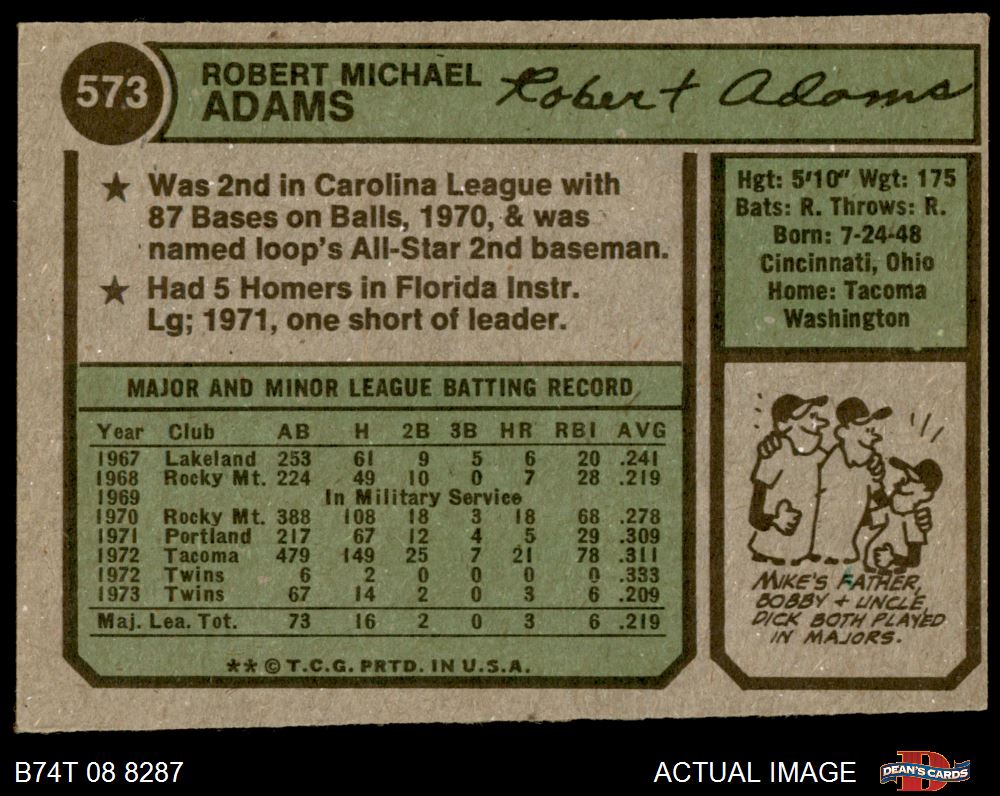 573
ROBERT MICHAEL
ADAMS
Robert Adams
★ Was 2nd in Carolina League with
87 Bases on Balls, 1970, & was
named loop's All-Star 2nd baseman.
★ Had 5 Homers in Florida Instr.
Lg; 1971, one short of leader.
Hgt: 5'10" Wgt: 175
Bats: R. Throws: R.
Born: 7-24-48
Cincinnati, Ohio
Home: Tacoma
Washington
MAJOR AND MINOR LEAGUE BATTING RECORD
Year Club AB H 2B 3B HR RBI AVG
1967 Lakeland 253 61 9 5 6 20 .241
1968 Rocky Mt. 224 49 10 0 7 28 .219
1969 In Military Service
1970 Rocky Mt. 388 108 18 3 18 68 .278
1971 Portland 217 67 12 4 5 29 .309
1972 Tacoma 479 149 25 7 21 78 .311
1972 Twins 6 2 0 0 0 0 .333
1973 Twins 67 14 2 0 3 6 .209
Maj. Lea. Tot. 73 16 2 0 3 6 .219
** © T.C.G. PRTD. IN U.S.A.
MIKE'S FATHER,
BOBBY + UNCLE,
DICK BOTH PLAYED
IN MAJORS.
B74T 08 8287
ACTUAL IMAGE
DEAN'S CARDS